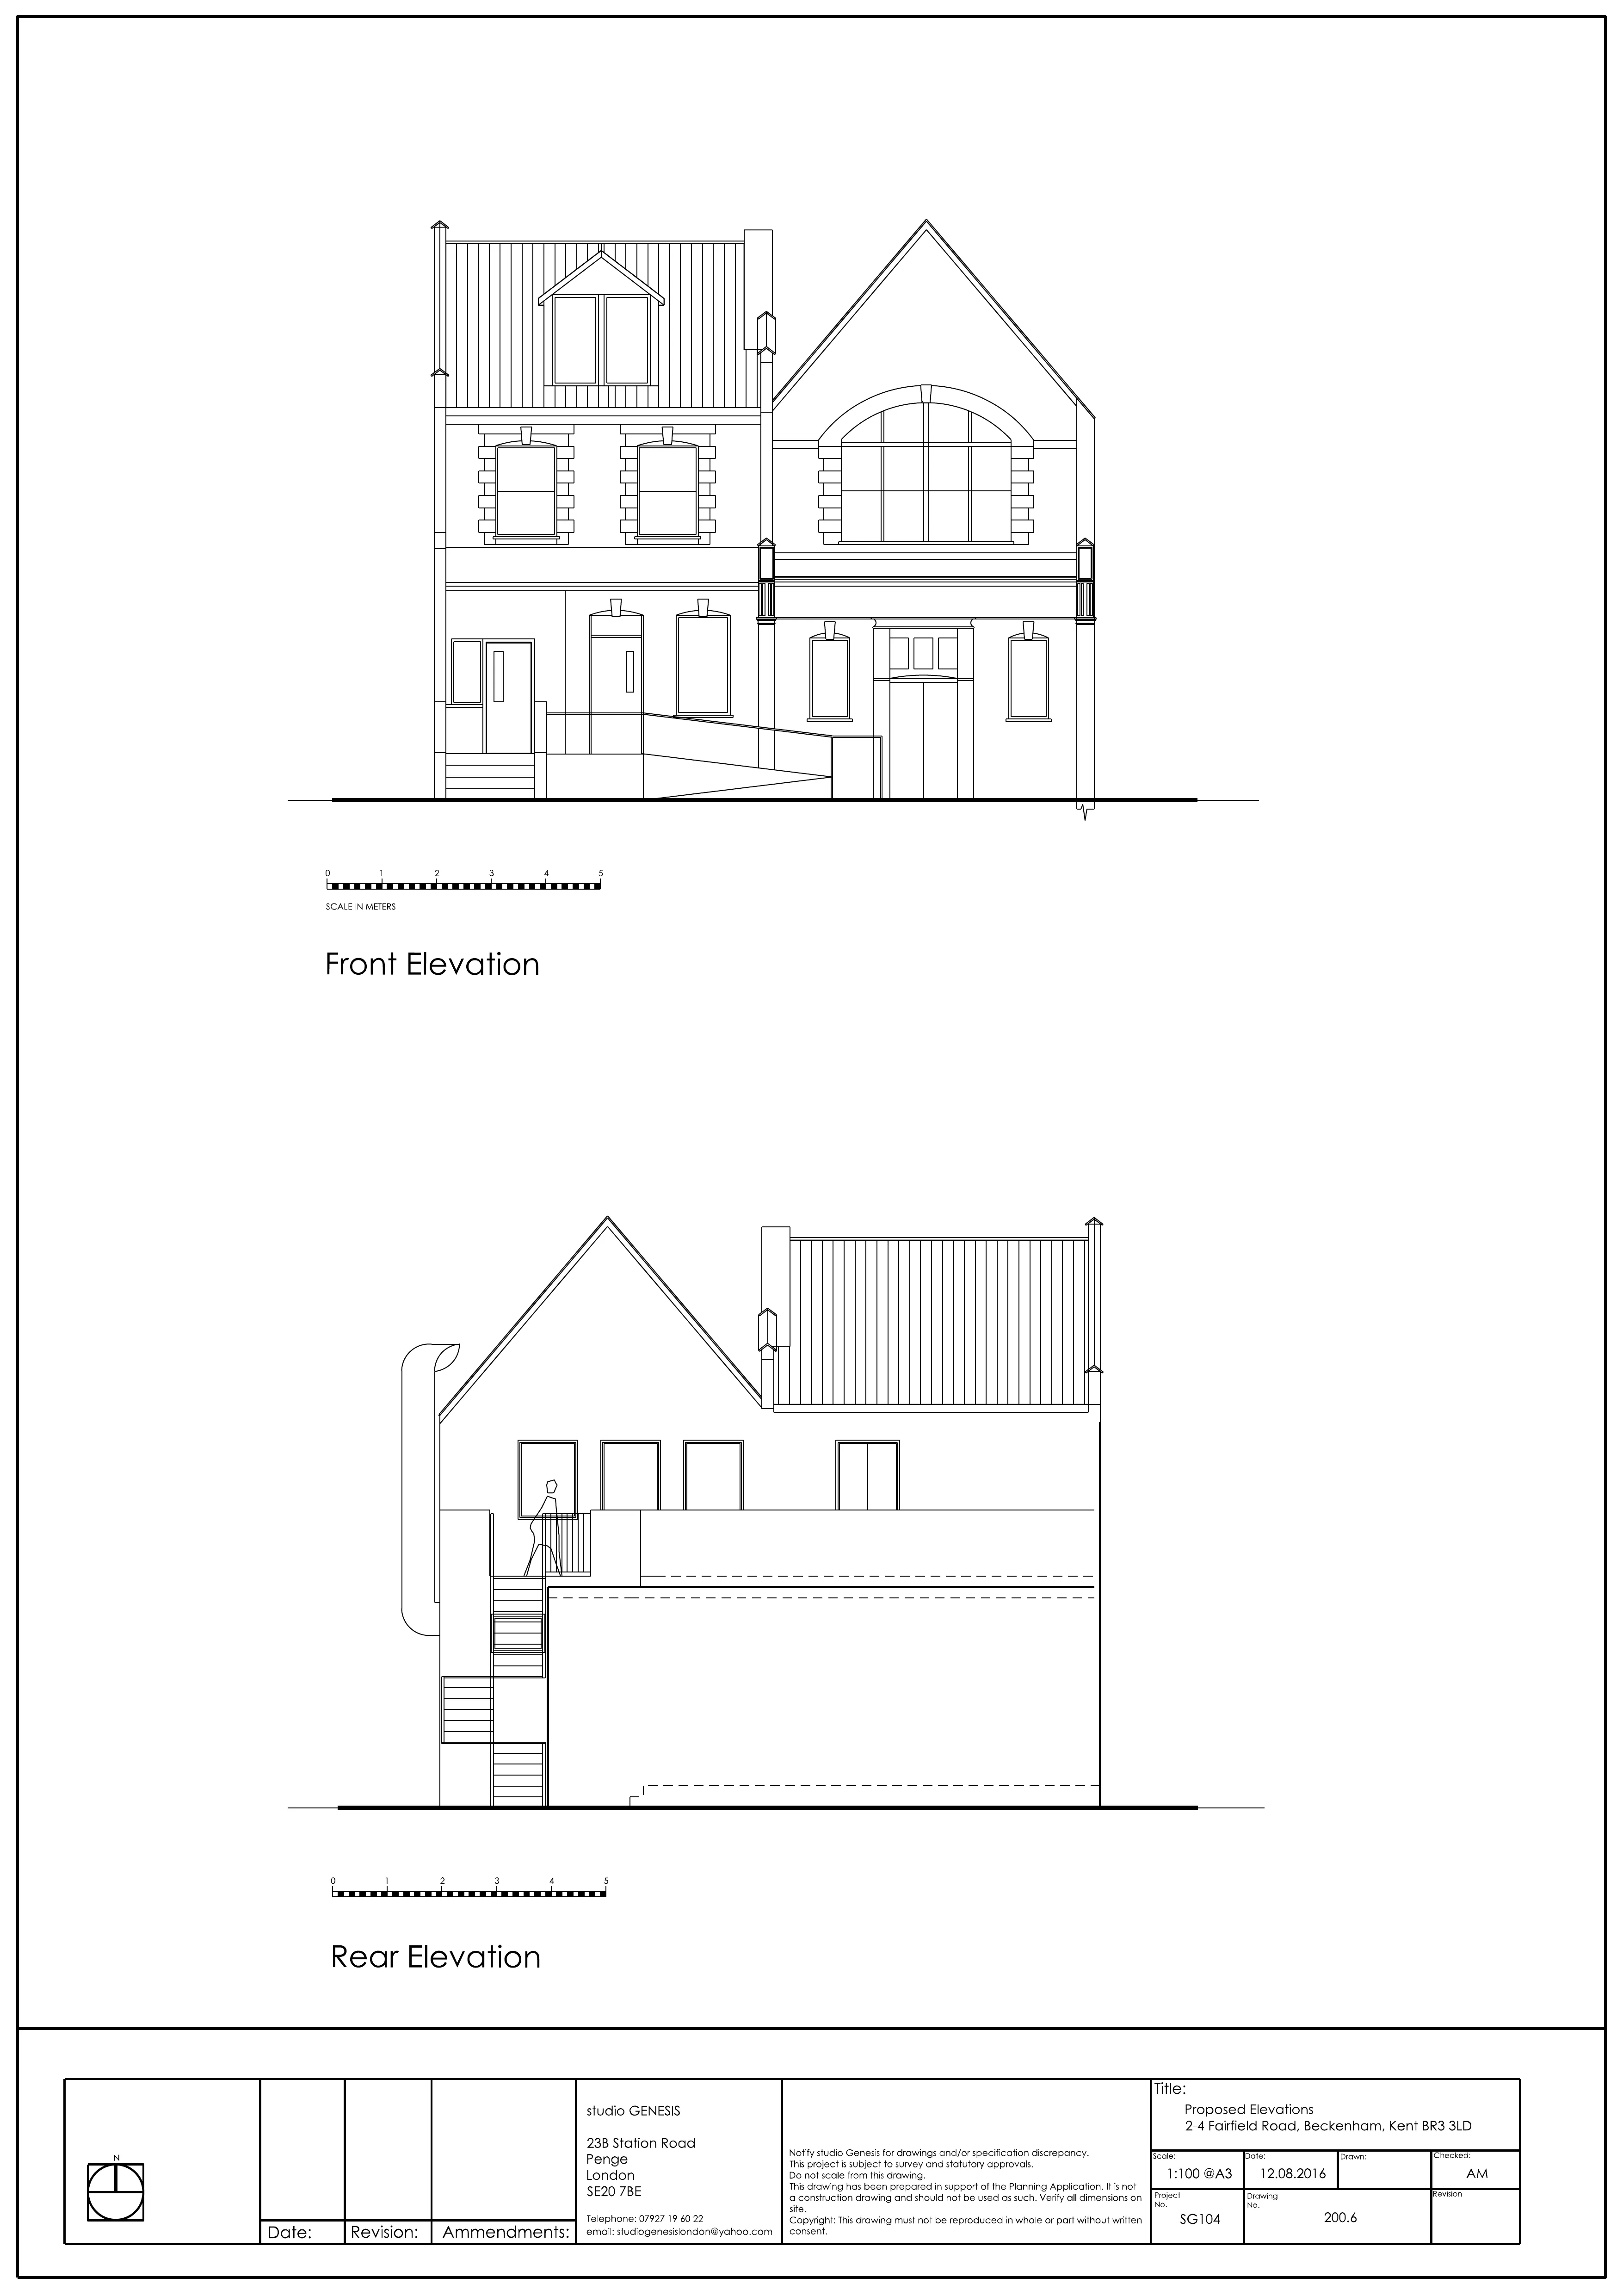 0 1 2 3 4 5
SCALE IN METERS
Front Elevation
0 1 2 3 4 5
Rear Elevation
N
Date:
Revision:
Ammendments:
studio GENESIS
23B Station Road
Penge
London
SE20 7BE
Telephone: 07927 19 60 22
email: studiogenesislondon@yahoo.com
Notify studio Genesis for drawings and/or specification discrepancy.
This project is subject to survey and statutory approvals.
Do not scale from this drawing.
This drawing has been prepared in support of the Planning Application. It is not
a construction drawing and should not be used as such. Verify all dimensions on
site.
Copyright: This drawing must not be reproduced in whole or part without written
consent.
Title:
Proposed Elevations
2-4 Fairfield Road, Beckenham, Kent BR3 3LD
Scale:
1:100 @A3
Date:
12.08.2016
Drawn:
Checked:
AM
Project
No.
SG104
Drawing
No.
200.6
Revision